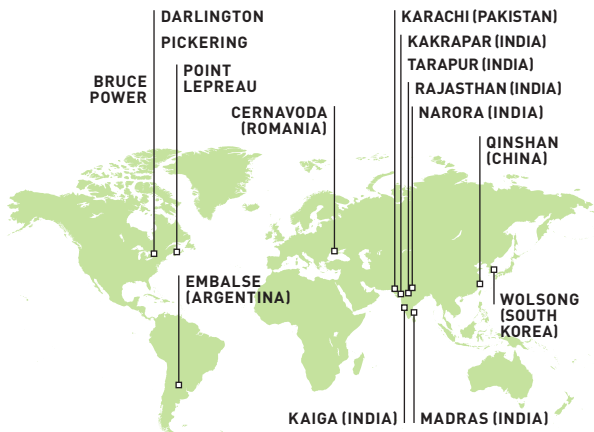 DARLINGTON
PICKERING
BRUCE
POWER
POINT
LEPREAU
CERNAVODA
(ROMANIA)
EMBALSE
(ARGENTINA)
KARACHI (PAKISTAN)
KAKRAPAR (INDIA)
TARAPUR (INDIA)
RAJASTHAN (INDIA)
NARORA (INDIA)
QINSHAN
(CHINA)
WOLSONG
(SOUTH
KOREA)
KAIGA (INDIA)
MADRAS (INDIA)